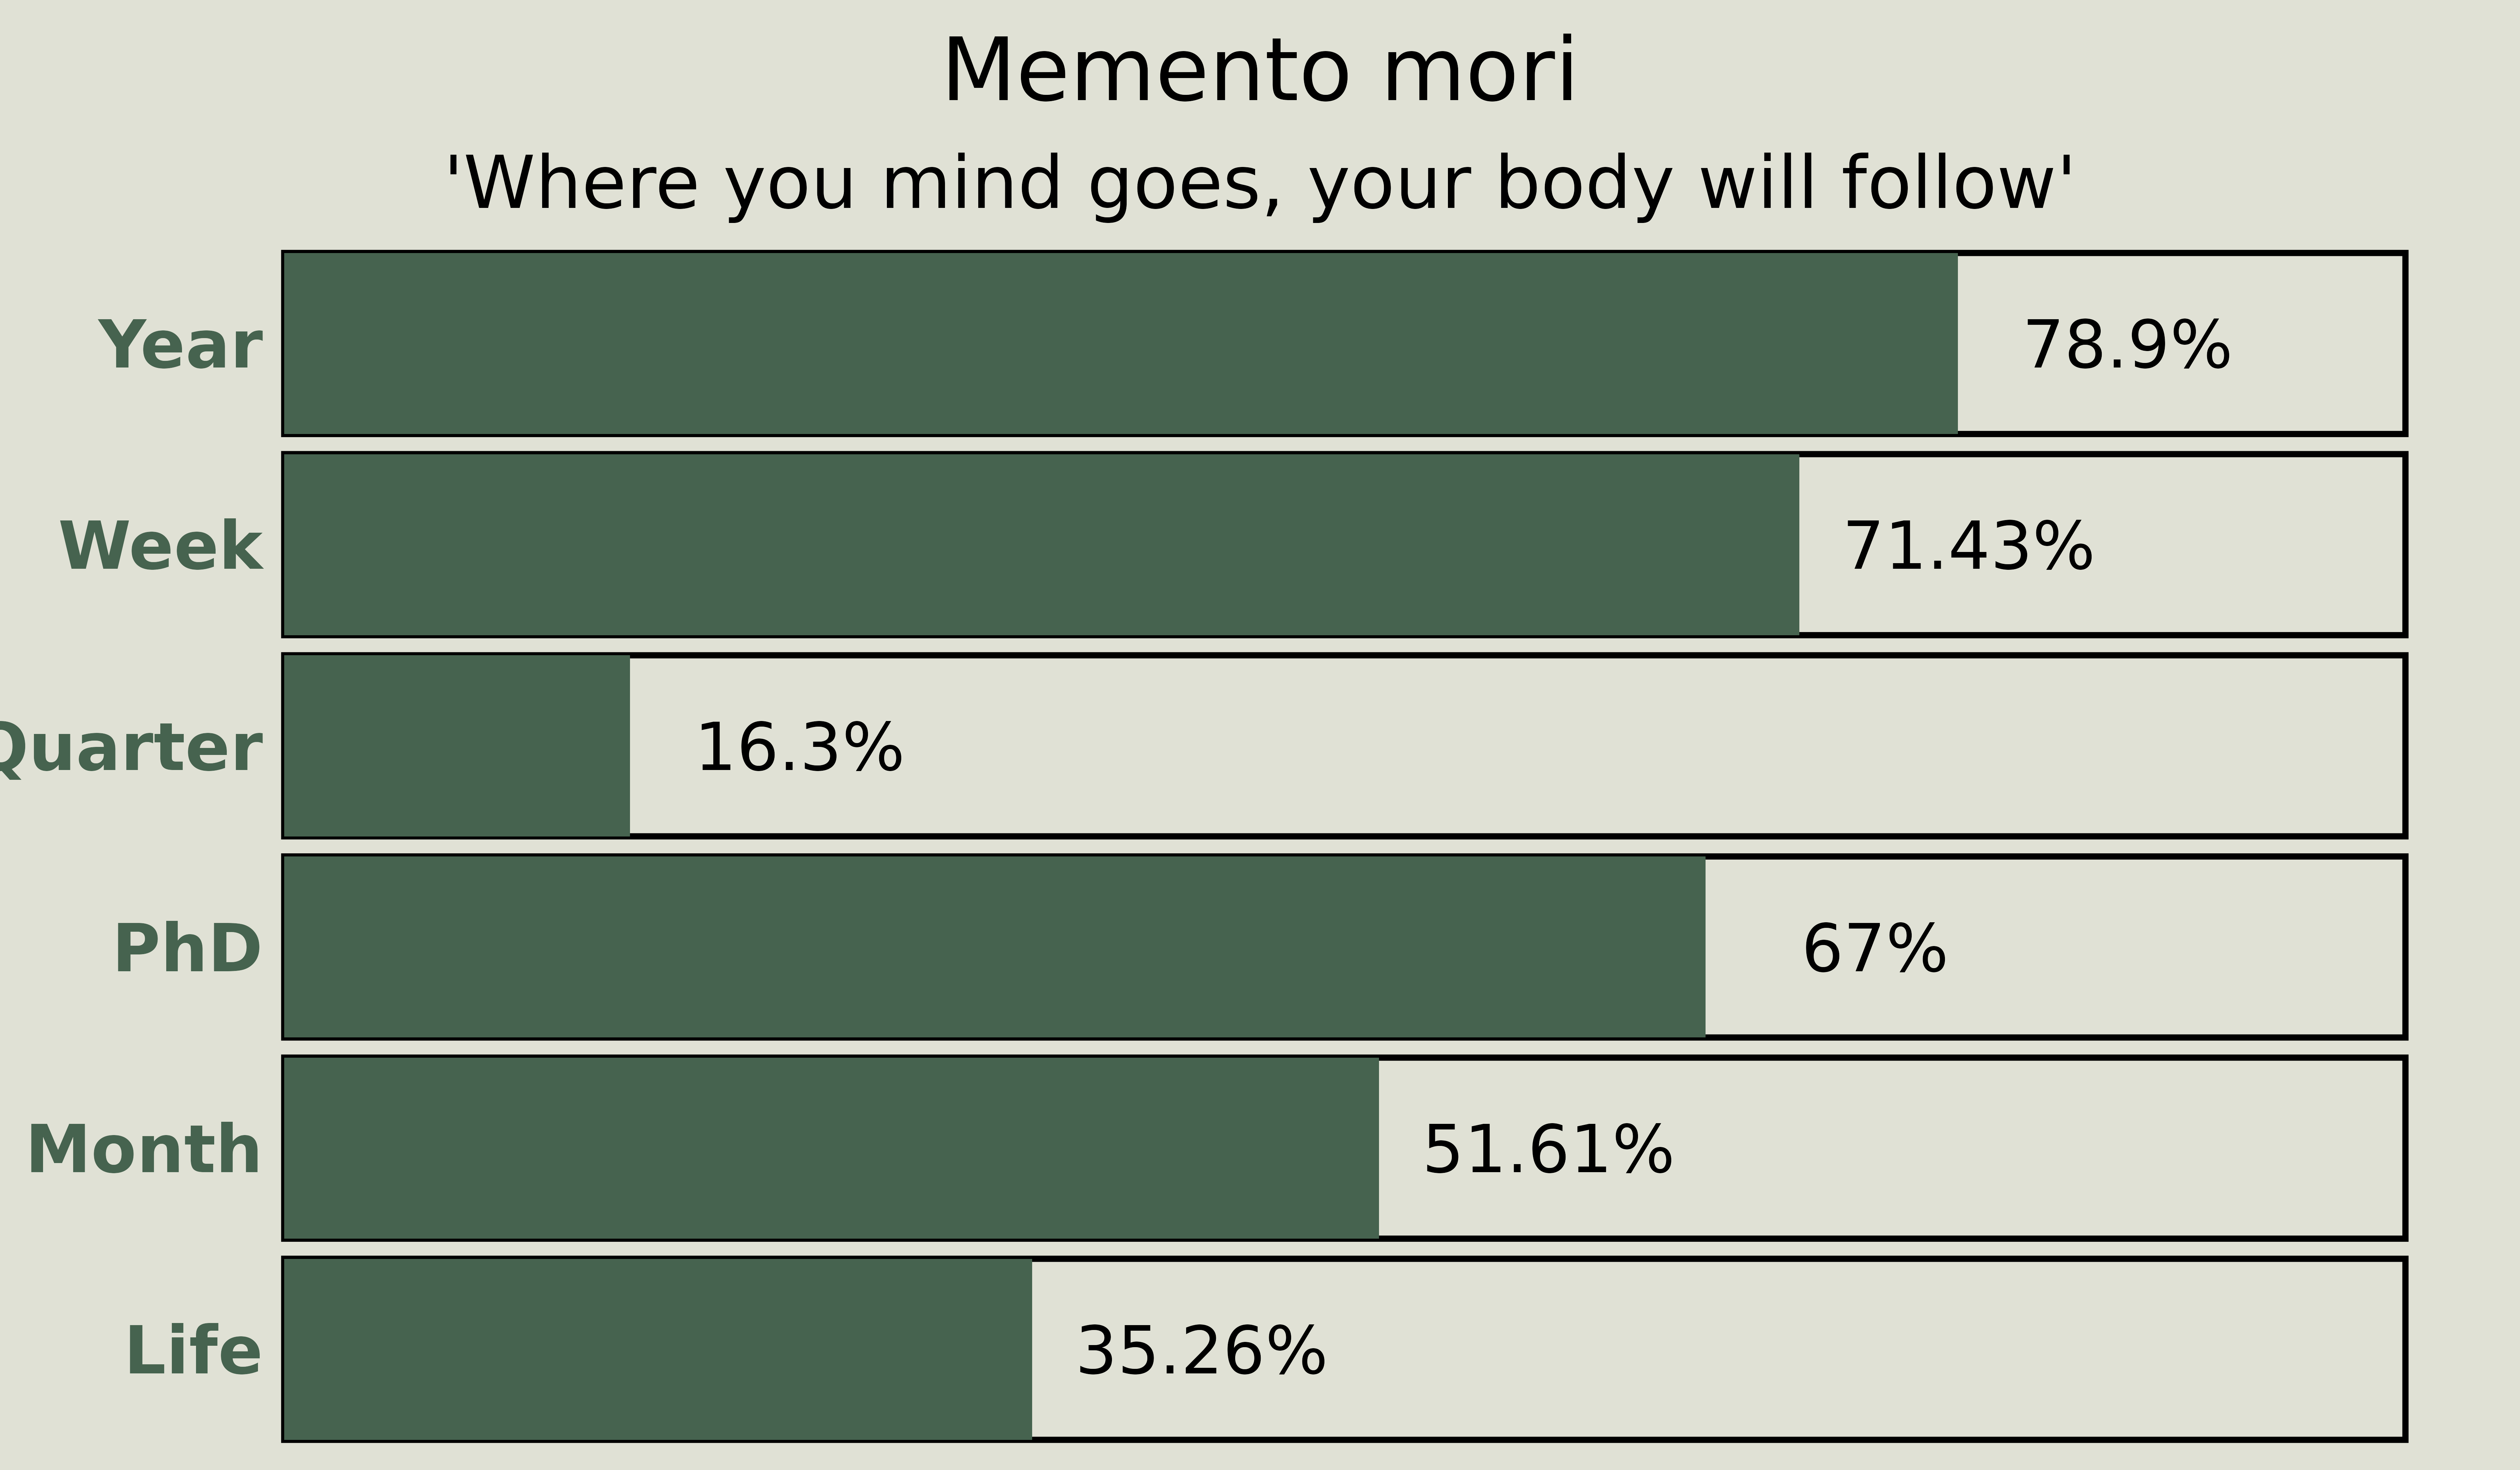 Memento mori
'Where you mind goes, your body will follow'
Year 78.9%
Week 71.43%
Quarter 16.3%
PhD 67%
Month 51.61%
Life 35.26%